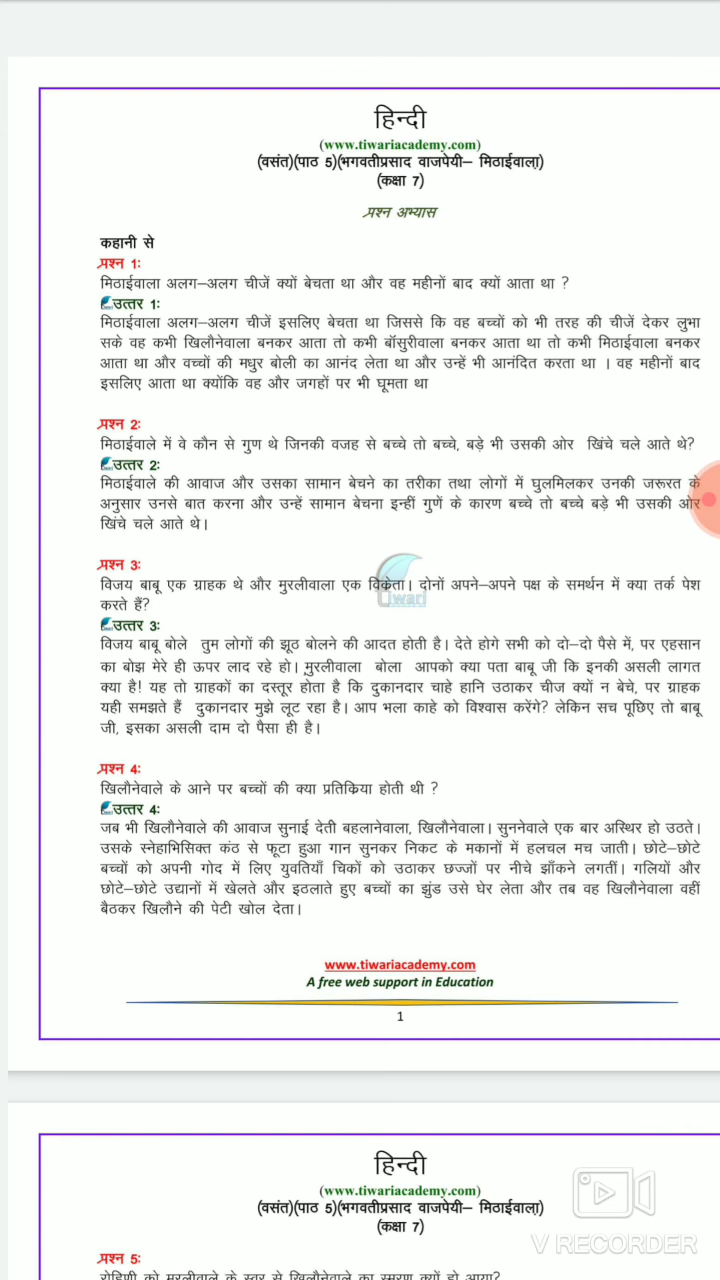 हिन्दी
(www.tiwariacademy.com)
(वसंत)(पाठ 5)(भगवतीप्रसाद वाजपेयी– मिठाईवाला)
(कक्षा 7)
प्रश्न अभ्यास
कहानी से
प्रश्न 1:
मिठाईवाला अलग–अलग चीजें क्यों बेचता था और वह महीनों बाद क्यों आता था ?
उत्तर 1:
मिठाईवाला अलग–अलग चीजें इसलिए बेचता था जिससे कि वह बच्चों को भी तरह की चीजें देकर लुभा
सके वह कभी खिलौनेवाला बनकर आता तो कभी बॉसुरीवाला बनकर आता था तो कभी मिठाईवाला बनकर
आता था और वच्चों की मधुर बोली का आनंद लेता था और उन्हें भी आनंदित करता था । वह महीनों बाद
इसलिए आता था क्योंकि वह और जगहों पर भी घूमता था
प्रश्न 2:
मिठाईवाले में वे कौन से गुण थे जिनकी वजह से बच्चे तो बच्चे, बड़े भी उसकी ओर खिंचे चले आते थे?
उत्तर 2:
मिठाईवाले की आवाज और उसका सामान बेचने का तरीका तथा लोगों में घुलमिलकर उनकी जरूरत के
अनुसार उनसे बात करना और उन्हें सामान बेचना इन्हीं गुणें के कारण बच्चे तो बच्चे बड़े भी उसकी ओर
खिंचे चले आते थे।
प्रश्न 3:
विजय बाबू एक ग्राहक थे और मुरलीवाला एक विकेता। दोनों अपने–अपने पक्ष के समर्थन में क्या तर्क पेश
करते हैं?
उत्तर 3:
विजय बाबू बोले तुम लोगों की झूठ बोलने की आदत होती है। देते होगे सभी को दो–दो पैसे में, पर एहसान
का बोझ मेरे ही ऊपर लाद रहे हो। मुरलीवाला बोला आपको क्या पता बाबू जी कि इनकी असली लागत
क्या है! यह तो ग्राहकों का दस्तूर होता है कि दुकानदार चाहे हानि उठाकर चीज क्यों न बेचे, पर ग्राहक
यही समझते हैं दुकानदार मुझे लूट रहा है। आप भला काहे को विश्वास करेंगे? लेकिन सच पूछिए तो बाबू
जी, इसका असली दाम दो पैसा ही है।
प्रश्न 4:
खिलौनेवाले के आने पर बच्चों की क्या प्रतिकिया होती थी ?
उत्तर 4:
जब भी खिलौनेवाले की आवाज सुनाई देती बहलानेवाला, खिलौनेवाला। सुननेवाले एक बार अस्थिर हो उठते।
उसके स्नेहाभिसिक्त कंठ से फूटा हुआ गान सुनकर निकट के मकानों में हलचल मच जाती। छोटे–छोटे
बच्चों को अपनी गोद में लिए युवतियाँ चिकों को उठाकर छज्जों पर नीचे झाँकने लगतीं। गलियों और
छोटे–छोटे उद्यानों में खेलते और इठलाते हुए बच्चों का झुंड उसे घेर लेता और तब वह खिलौनेवाला वहीं
बैठकर खिलौने की पेटी खोल देता।
www.tiwariacademy.com
A free web support in Education
1
हिन्दी
(www.tiwariacademy.com)
(वसंत)(पाठ 5)(भगवतीप्रसाद वाजपेयी– मिठाईवाला)
(कक्षा 7)
प्रश्न 5:
रोहिणी को मुरलीवाले के स्वर से खिलौनेवाले का स्मरण क्यों हो आया?
V RECORDER